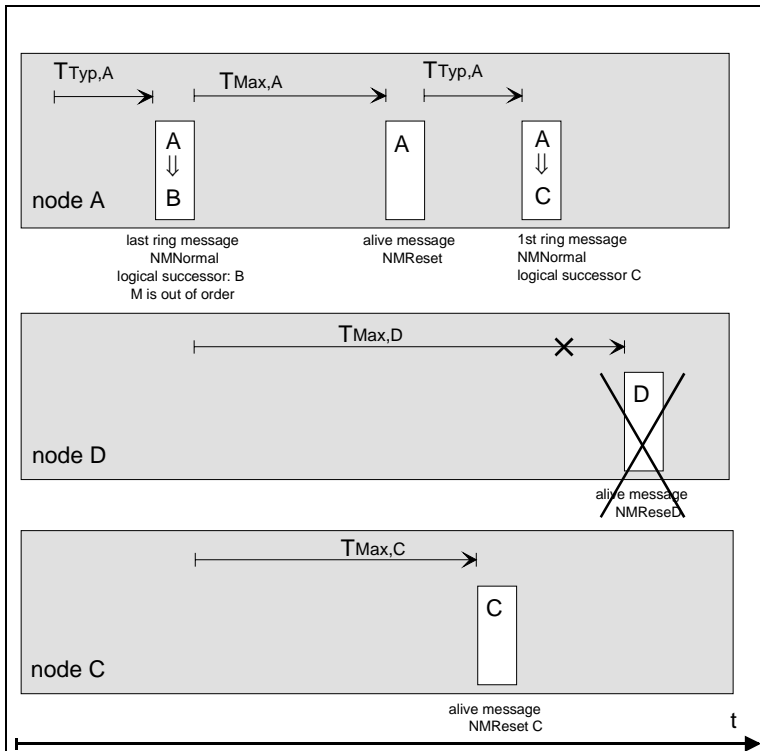 TTyp,A
TMax,A
TTyp,A
A
⇓
B
A
A
⇓
C
node A
last ring message
NMNormal
logical successor: B
M is out of order
alive message
NMReset
1st ring message
NMNormal
logical successor C
TMax,D
D
node D
alive message
NMReseD
TMax,C
C
node C
alive message
NMReset C
t